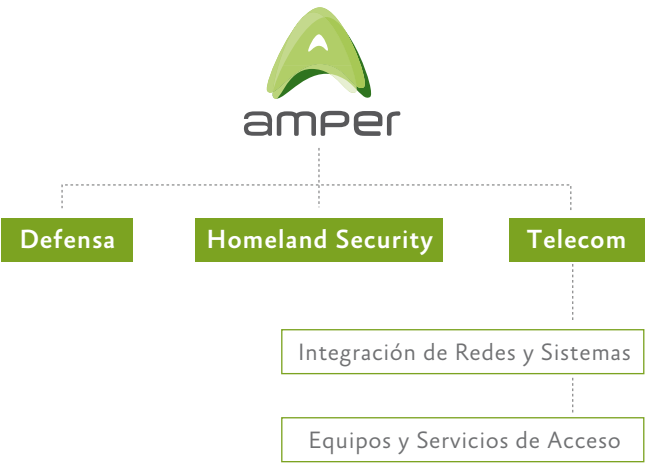 amper
Defensa
Homeland Security
Telecom
Integración de Redes y Sistemas
Equipos y Servicios de Acceso